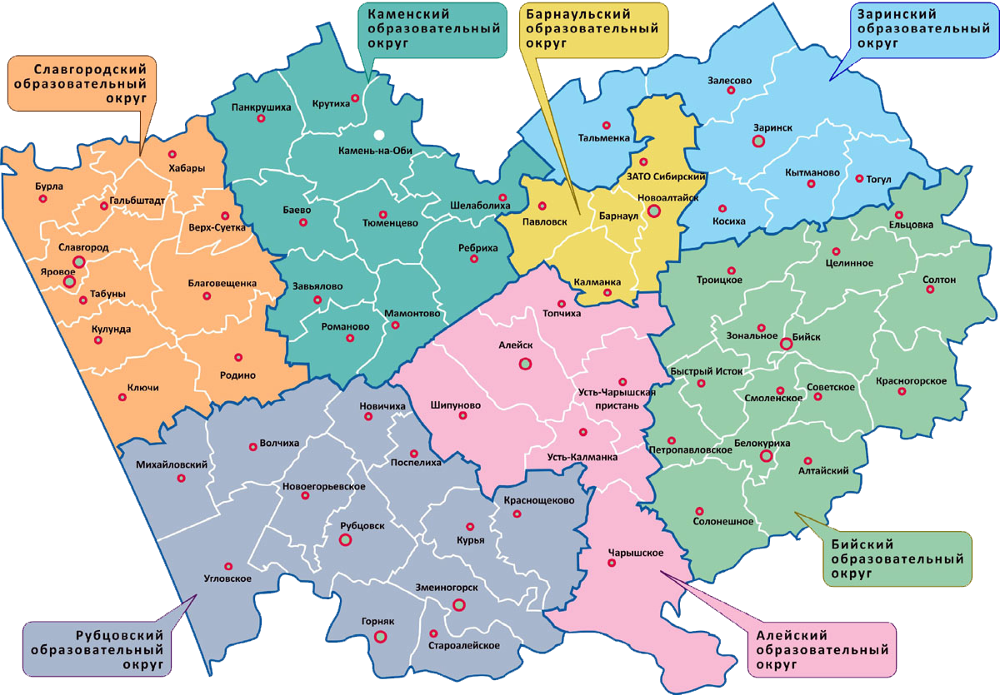 Каменский
образовательный
округ
Барнаульский
образовательный
округ
Заринский
образовательный
округ
Славгородский
образовательный
округ
Панкрушиха
Крутиха
Камень-на-Оби
Баево
Тюменцево
Шелаболиха
Ребриха
Завьялово
Романово
Мамонтово
Хабары
Бурла
Гальбштадт
Верх-Суетка
Славгород
Яровое
Табуны
Благовещенка
Кулунда
Родино
Ключи
Залесово
Тальменка
Заринск
Кытманово
Тогул
Косиха
ЗАТО Сибирский
Новоалтайск
Павловск
Барнаул
Калманка
Ельцовка
Целинное
Троицкое
Солтон
Зональное
Бийск
Быстрый Исток
Смоленское
Советское
Красногорское
Петропавловское
Белокуриха
Алтайский
Солонешное
Топчиха
Алейск
Усть-Чарышская
пристань
Шипуново
Усть-Калманка
Чарышское
Новичиха
Волчиха
Поспелиха
Михайловский
Новоегорьевское
Краснощеково
Рубцовск
Курья
Угловское
Змеиногорск
Горняк
Староалейское
Бийский
образовательный
округ
Рубцовский
образовательный
округ
Алейский
образовательный
округ